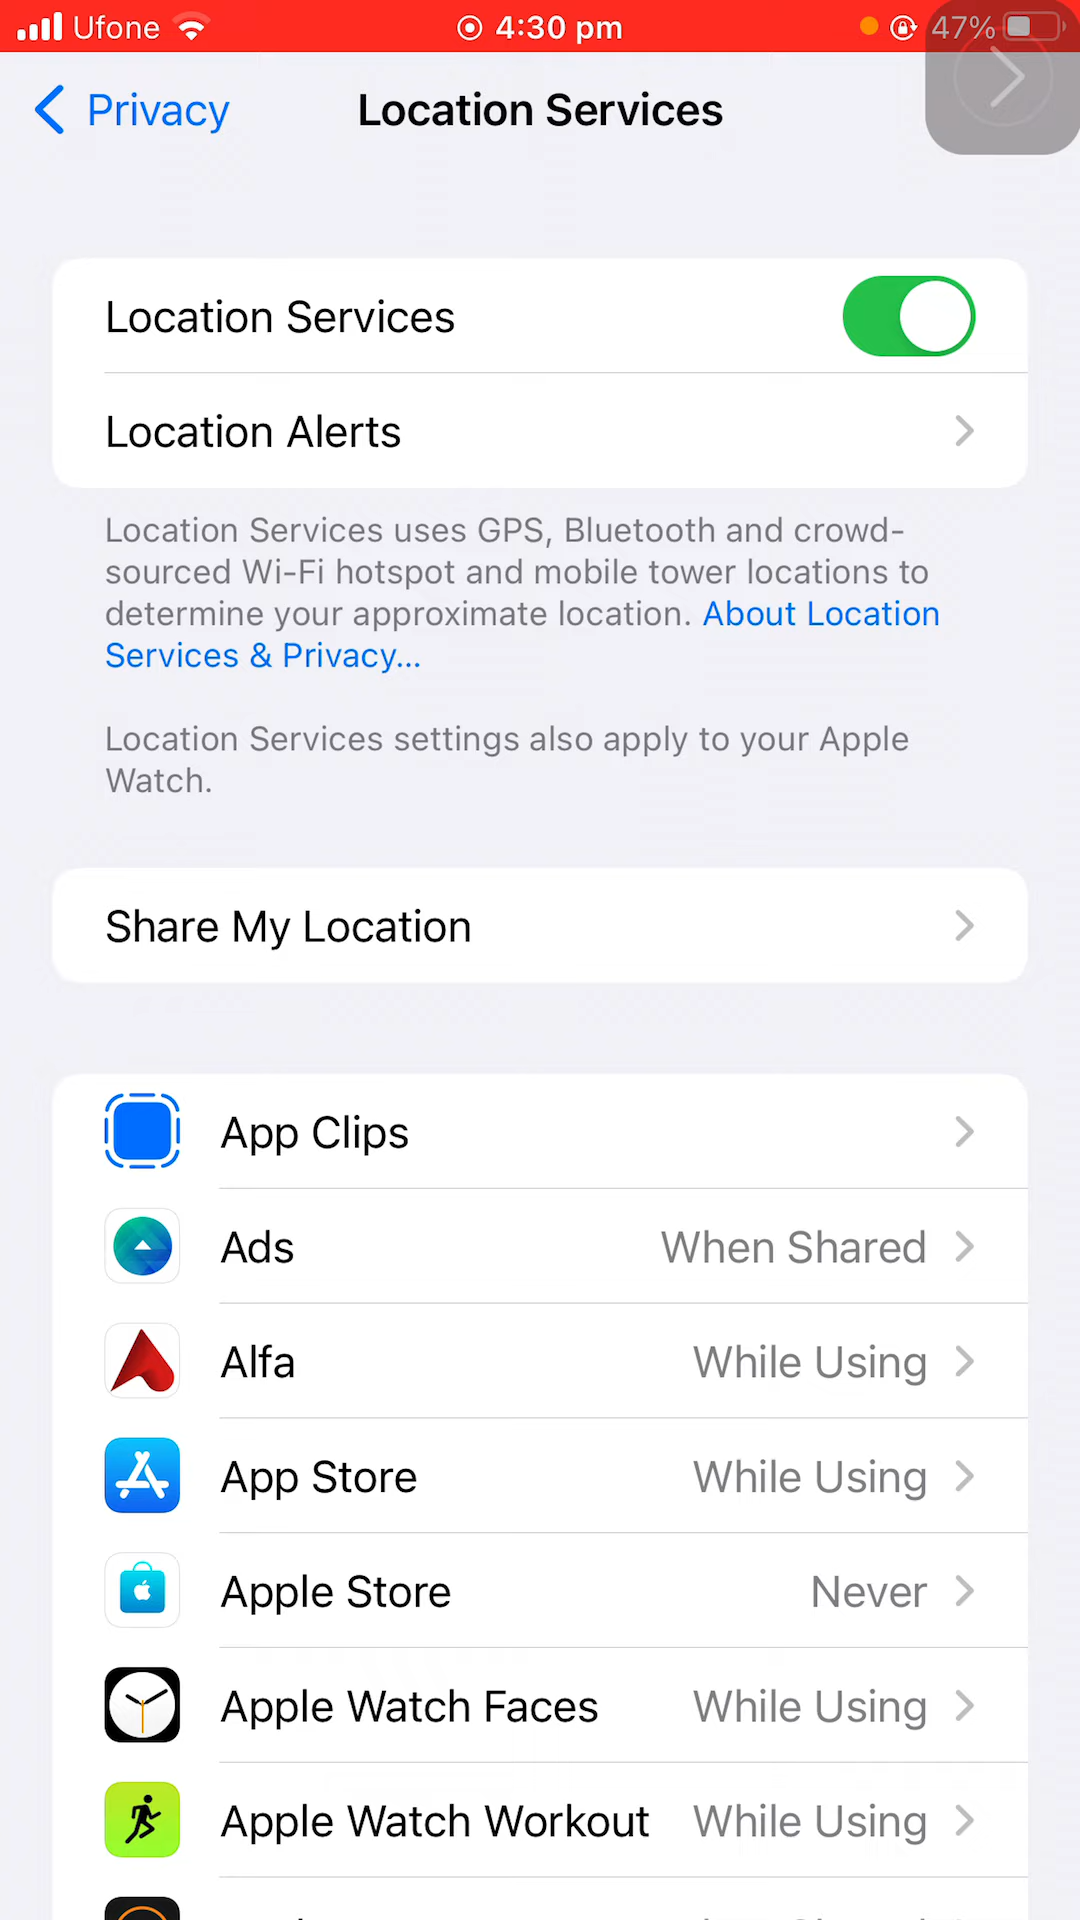 Ufone 4:30 pm 47%
Privacy Location Services
Location Services
Location Alerts
Location Services uses GPS, Bluetooth and crowd-
sourced Wi-Fi hotspot and mobile tower locations to
determine your approximate location. About Location
Services & Privacy...
Location Services settings also apply to your Apple
Watch.
Share My Location
App Clips
Ads When Shared
Alfa While Using
App Store While Using
Apple Store Never
Apple Watch Faces While Using
Apple Watch Workout While Using